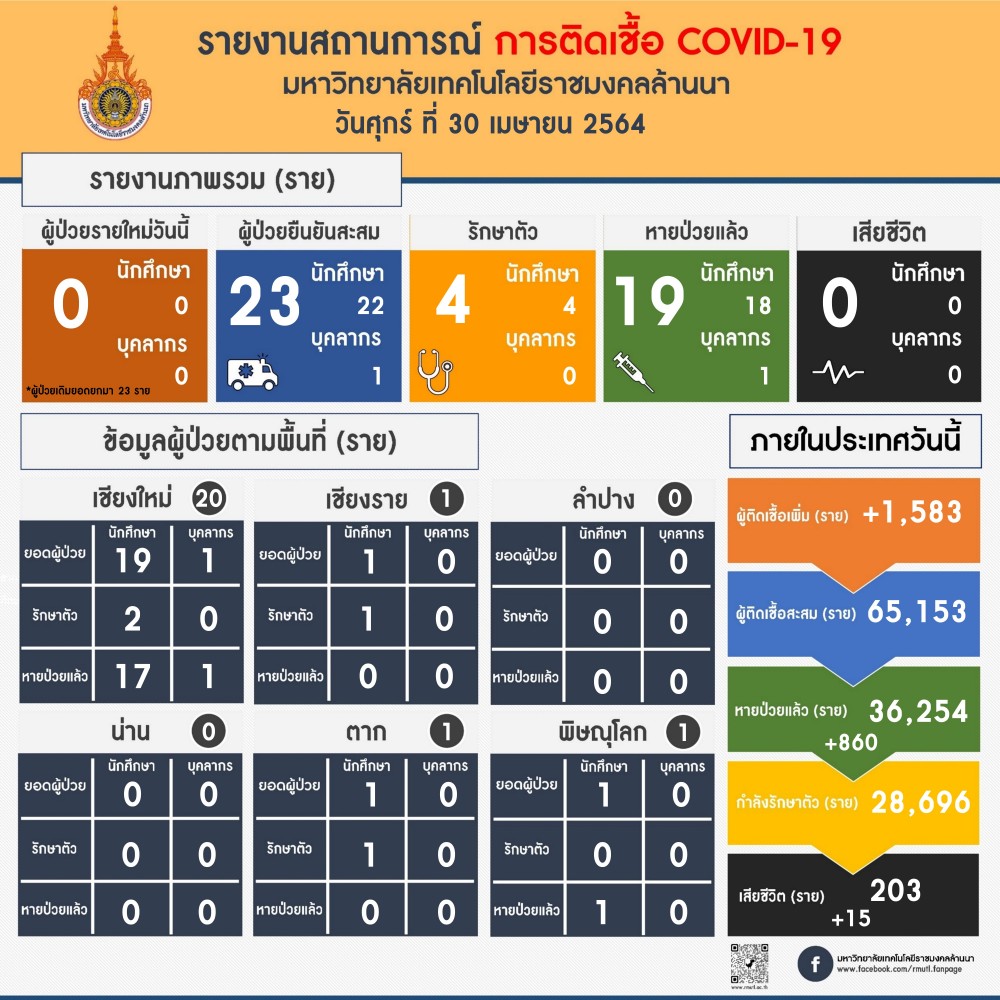 รายงานสถานการณ์ การติดเชื้อ COVID-19
มหาวิทยาลัยเทคโนโลยีราชมงคลล้านนา
วันศุกร์ ที่ 30 เมษายน 2564
มหาวิทยาลัยเทคโนโลยีราชมงคลล้านนา
รายงานภาพรวม (ราย)
ผู้ป่วยรายใหม่วันนี้
0
นักศึกษา
0
บุคลากร
0
*ผู้ป่วยเดิมยอดยกมา 23 ราย
ผู้ป่วยยืนยันสะสม
23
นักศึกษา
22
บุคลากร
1
รักษาตัว
4
นักศึกษา
4
บุคลากร
0
หายป่วยแล้ว
19
นักศึกษา
18
บุคลากร
1
เสียชีวิต
0
นักศึกษา
0
บุคลากร
0
ข้อมูลผู้ป่วยตามพื้นที่ (ราย)
เชียงใหม่ 20
นักศึกษา บุคลากร
ยอดผู้ป่วย 19 1
รักษาตัว 2 0
หายป่วยแล้ว 17 1
เชียงราย 1
นักศึกษา บุคลากร
ยอดผู้ป่วย 1 0
รักษาตัว 1 0
หายป่วยแล้ว 0 0
ลำปาง 0
นักศึกษา บุคลากร
ยอดผู้ป่วย 0 0
รักษาตัว 0 0
หายป่วยแล้ว 0 0
น่าน 0
นักศึกษา บุคลากร
ยอดผู้ป่วย 0 0
รักษาตัว 0 0
หายป่วยแล้ว 0 0
ตาก 1
นักศึกษา บุคลากร
ยอดผู้ป่วย 1 0
รักษาตัว 1 0
หายป่วยแล้ว 0 0
พิษณุโลก 1
นักศึกษา บุคลากร
ยอดผู้ป่วย 1 0
รักษาตัว 0 0
หายป่วยแล้ว 1 0
ภายในประเทศวันนี้
ผู้ติดเชื้อเพิ่ม (ราย) +1,583
ผู้ติดเชื้อสะสม (ราย) 65,153
หายป่วยแล้ว (ราย) 36,254
+860
กำลังรักษาตัว (ราย) 28,696
เสียชีวิต (ราย) 203
+15
www.rmutl.ac.th
f
มหาวิทยาลัยเทคโนโลยีราชมงคลล้านนา
www.facebook.com/rmutl.fanpage